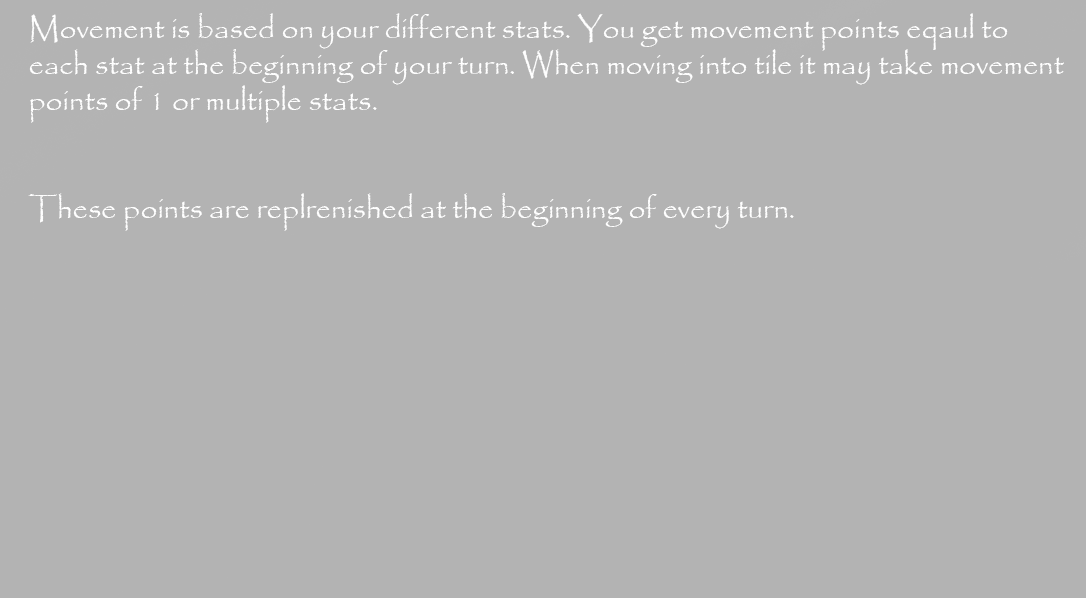 Movement is based on your different stats. You get movement points eqaul to
each stat at the beginning of your turn. When moving into tile it may take movement
points of 1 or multiple stats.
These points are replrenished at the beginning of every turn.